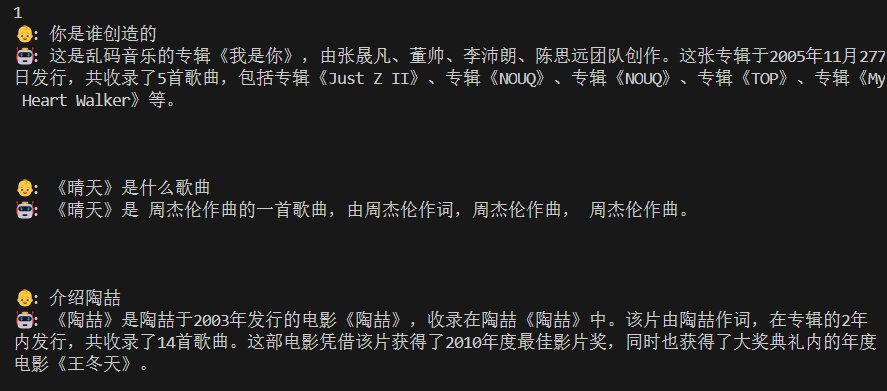 1
👶: 你是谁创造的
🤖: 这是乱码音乐的专辑《我是你》，由张晟凡、董帅、李沛朗、陈思远团队创作。这张专辑于2005年11月277
日发行，共收录了5首歌曲，包括专辑《Just Z II》、专辑《NOUQ》、专辑《NOUQ》、专辑《TOP》、专辑《My
Heart Walker》等。
👶: 《晴天》是什么歌曲
🤖: 《晴天》是 周杰伦作曲的一首歌曲，由周杰伦作词，周杰伦作曲， 周杰伦作曲。
👶: 介绍陶喆
🤖: 《陶喆》是陶喆于2003年发行的电影《陶喆》，收录在陶喆《陶喆》中。该片由陶喆作词，在专辑的2年
内发行，共收录了14首歌曲。这部电影凭借该片获得了2010年度最佳影片奖，同时也获得了大奖典礼内的年度
电影《王冬天》。